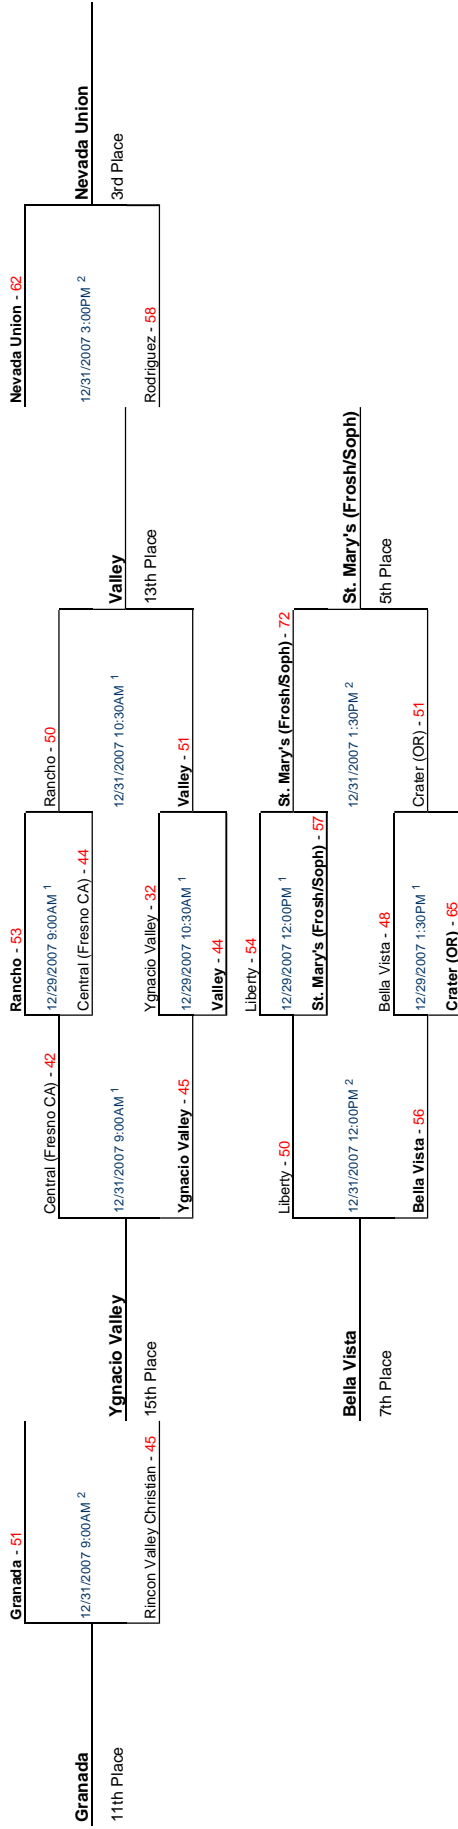 Granada - 51
12/31/2007 9:00AM 2
Rincon Valley Christian - 45
Granada
11th Place
Rancho - 53
12/29/2007 9:00AM 1
Central (Fresno CA) - 44
Central (Fresno CA) - 42
Rancho - 50
12/31/2007 9:00AM 1
12/31/2007 10:30AM 1
Ygnacio Valley
15th Place
Valley
13th Place
Ygnacio Valley - 32
12/29/2007 10:30AM 1
Valley - 44
Ygnacio Valley - 45
Valley - 51
Nevada Union - 62
12/31/2007 3:00PM 2
Rodriguez - 58
Nevada Union
3rd Place
Liberty - 54
12/29/2007 12:00PM 1
St. Mary's (Frosh/Soph) - 57
Liberty - 50
St. Mary's (Frosh/Soph) - 72
12/31/2007 12:00PM 2
12/31/2007 1:30PM 2
Bella Vista
7th Place
St. Mary's (Frosh/Soph)
5th Place
Bella Vista - 48
12/29/2007 1:30PM 1
Crater (OR) - 65
Bella Vista - 56
Crater (OR) - 51